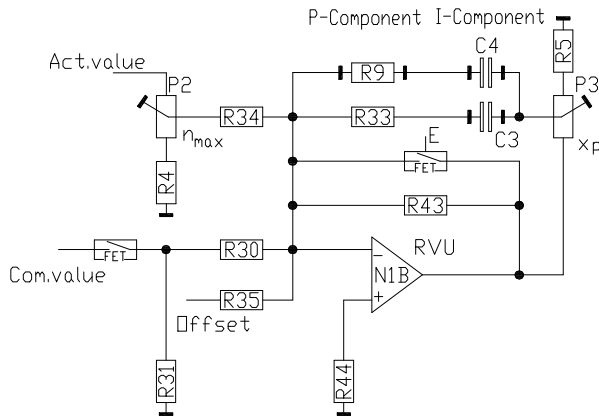 P-Component I-Component
C4
R5
Act.value
R9
P2
P3
R34
R33
C3
n max
x p
R4
E
FET
R43
RVU
R30
FET
N1B
Com.value
R35
Offset
R31
R44